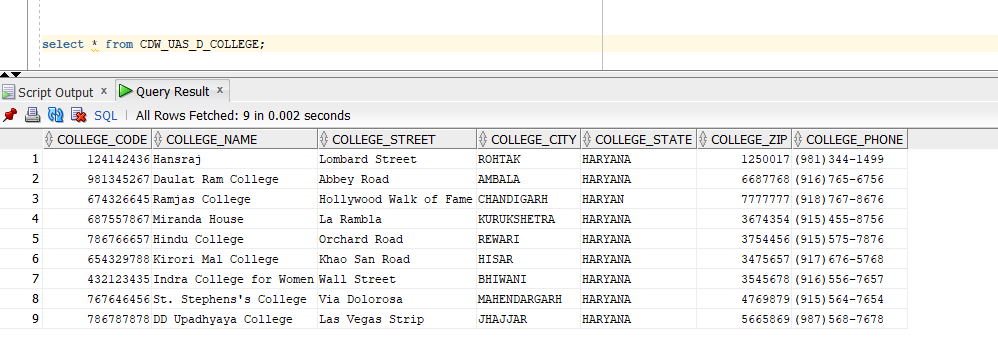 select * from CDW_UAS_D_COLLEGE;
Script Output x Query Result x
SQL | All Rows Fetched: 9 in 0.002 seconds
COLLEGE_CODE COLLEGE_NAME COLLEGE_STREET COLLEGE_CITY COLLEGE_STATE COLLEGE_ZIP COLLEGE_PHONE
1 124142436 Hansraj Lombard Street ROHTAK HARYANA 1250017 (981)344-1499
2 981345267 Daulat Ram College Abbey Road AMBALA HARYANA 6687768 (916)765-6756
3 674326645 Ramjas College Hollywood Walk of Fame CHANDIGARH HARYAN 7777777 (918)767-8676
4 687557867 Miranda House La Rambla KURUKSHETRA HARYANA 3674354 (915)455-8756
5 786766657 Hindu College Orchard Road REWARI HARYANA 3754456 (915)575-7876
6 654329788 Kirori Mal College Khao San Road HISAR HARYANA 3475657 (917)676-5768
7 432123435 Indra College for Women Wall Street BHIWANI HARYANA 3545678 (916)556-7657
8 767646456 St. Stephens's College Via Dolorosa MAHENDARGARH HARYANA 4769879 (915)564-7654
9 786787878 DD Upadhyaya College Las Vegas Strip JHAJJAR HARYANA 5665869 (987)568-7678